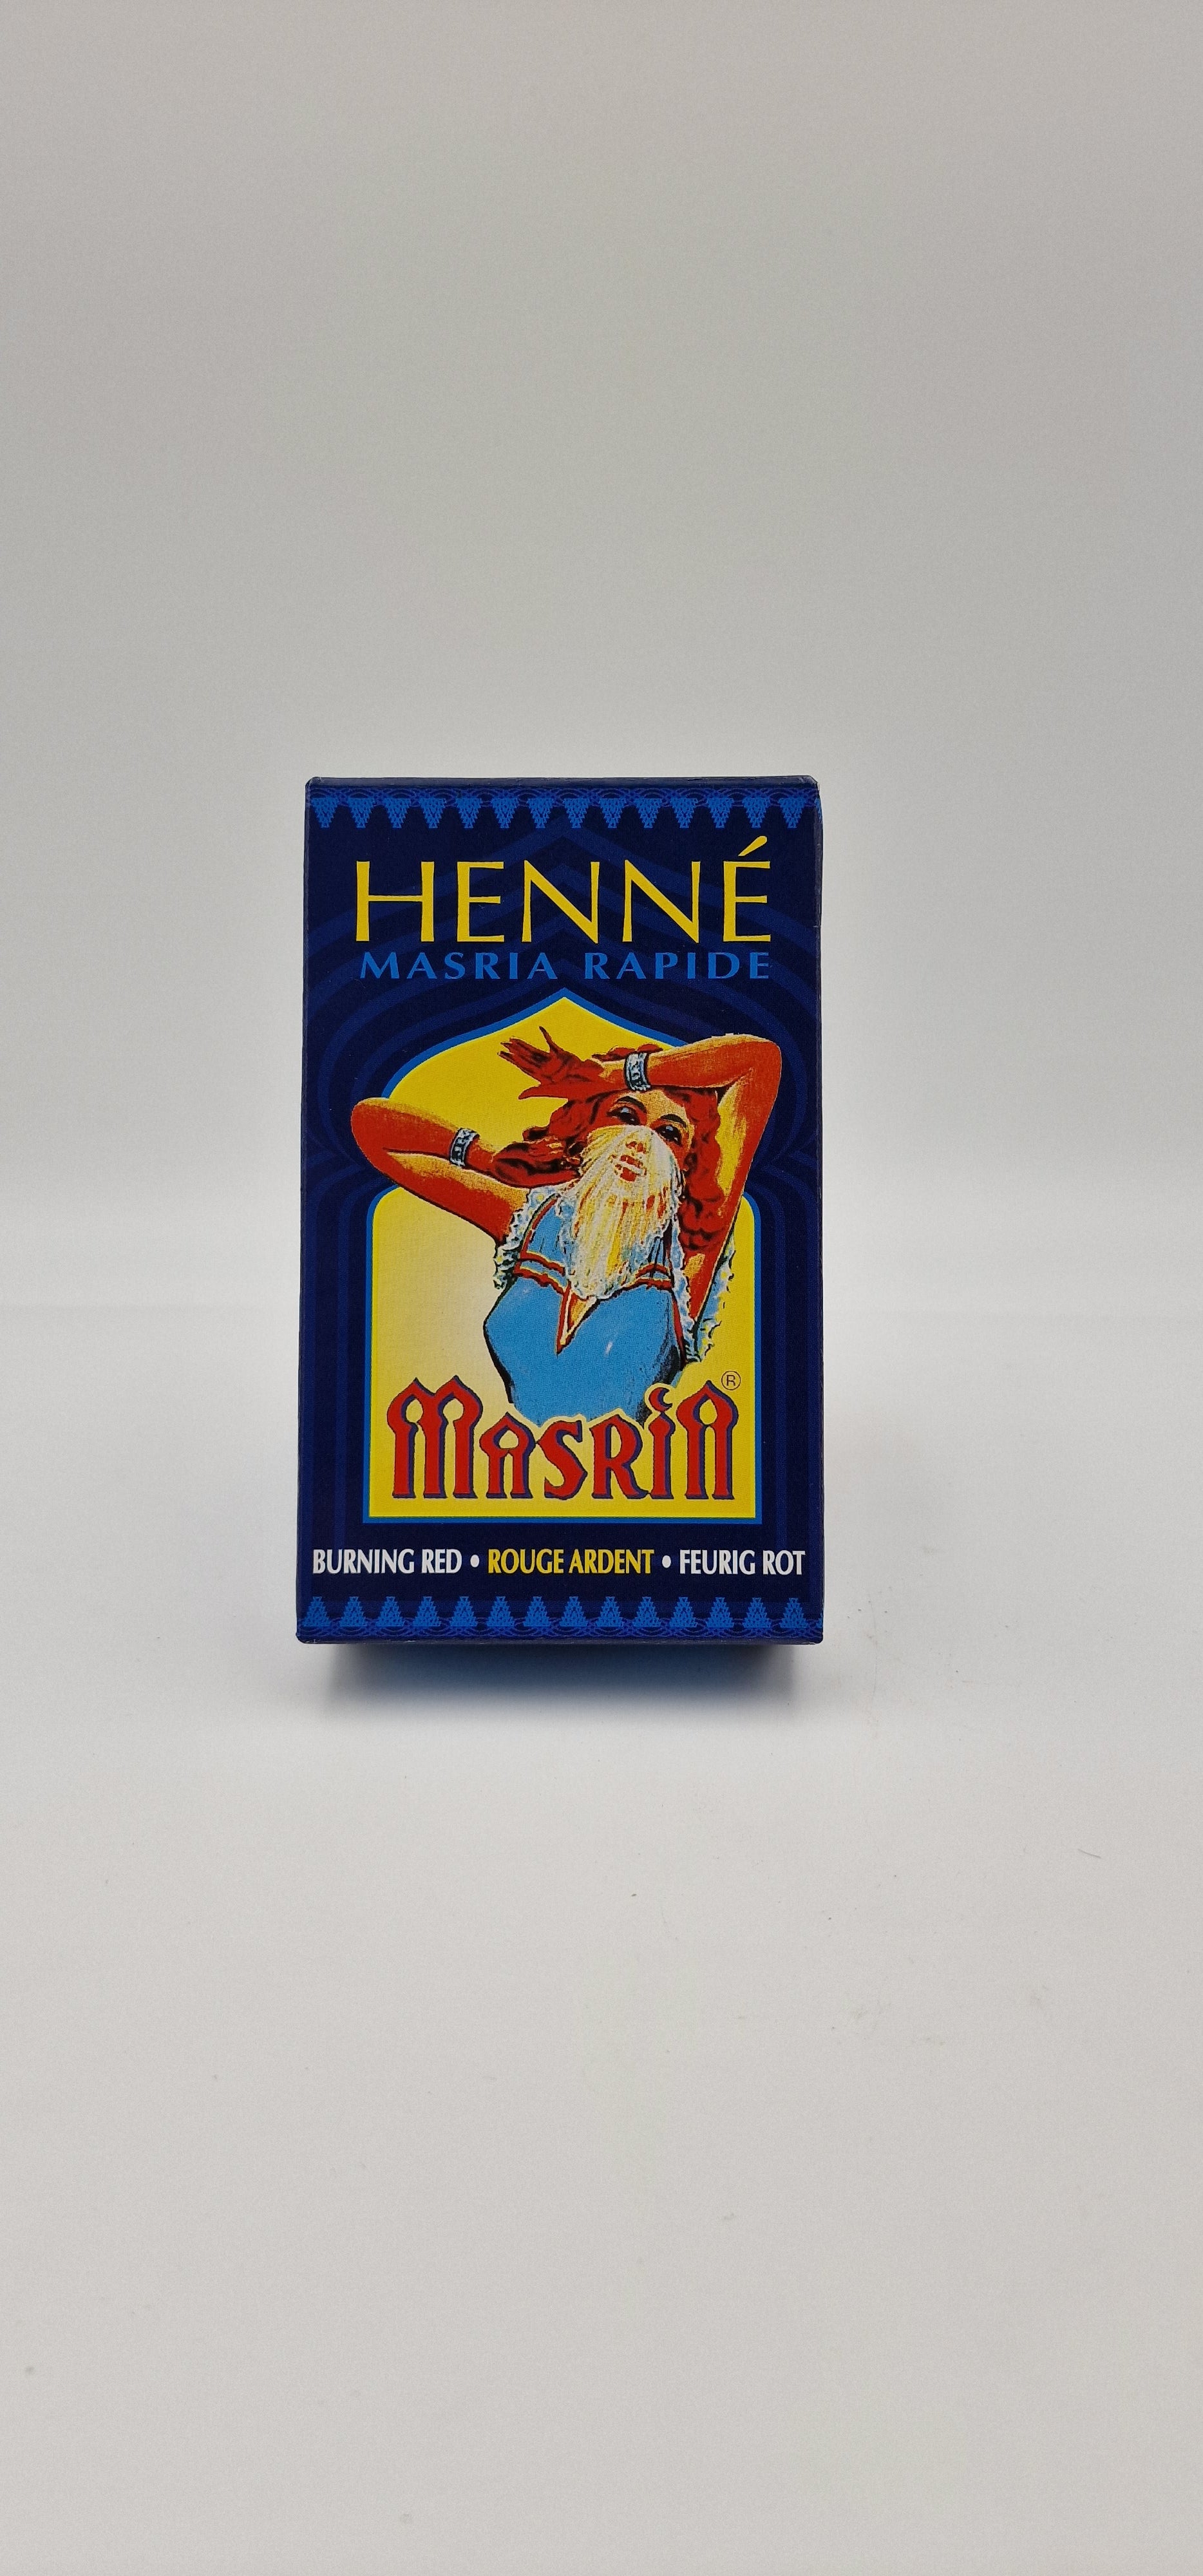 HENNÉ
MASRIA RAPIDE
MASRIA ®
BURNING RED • ROUGE ARDENT • FEURIG ROT